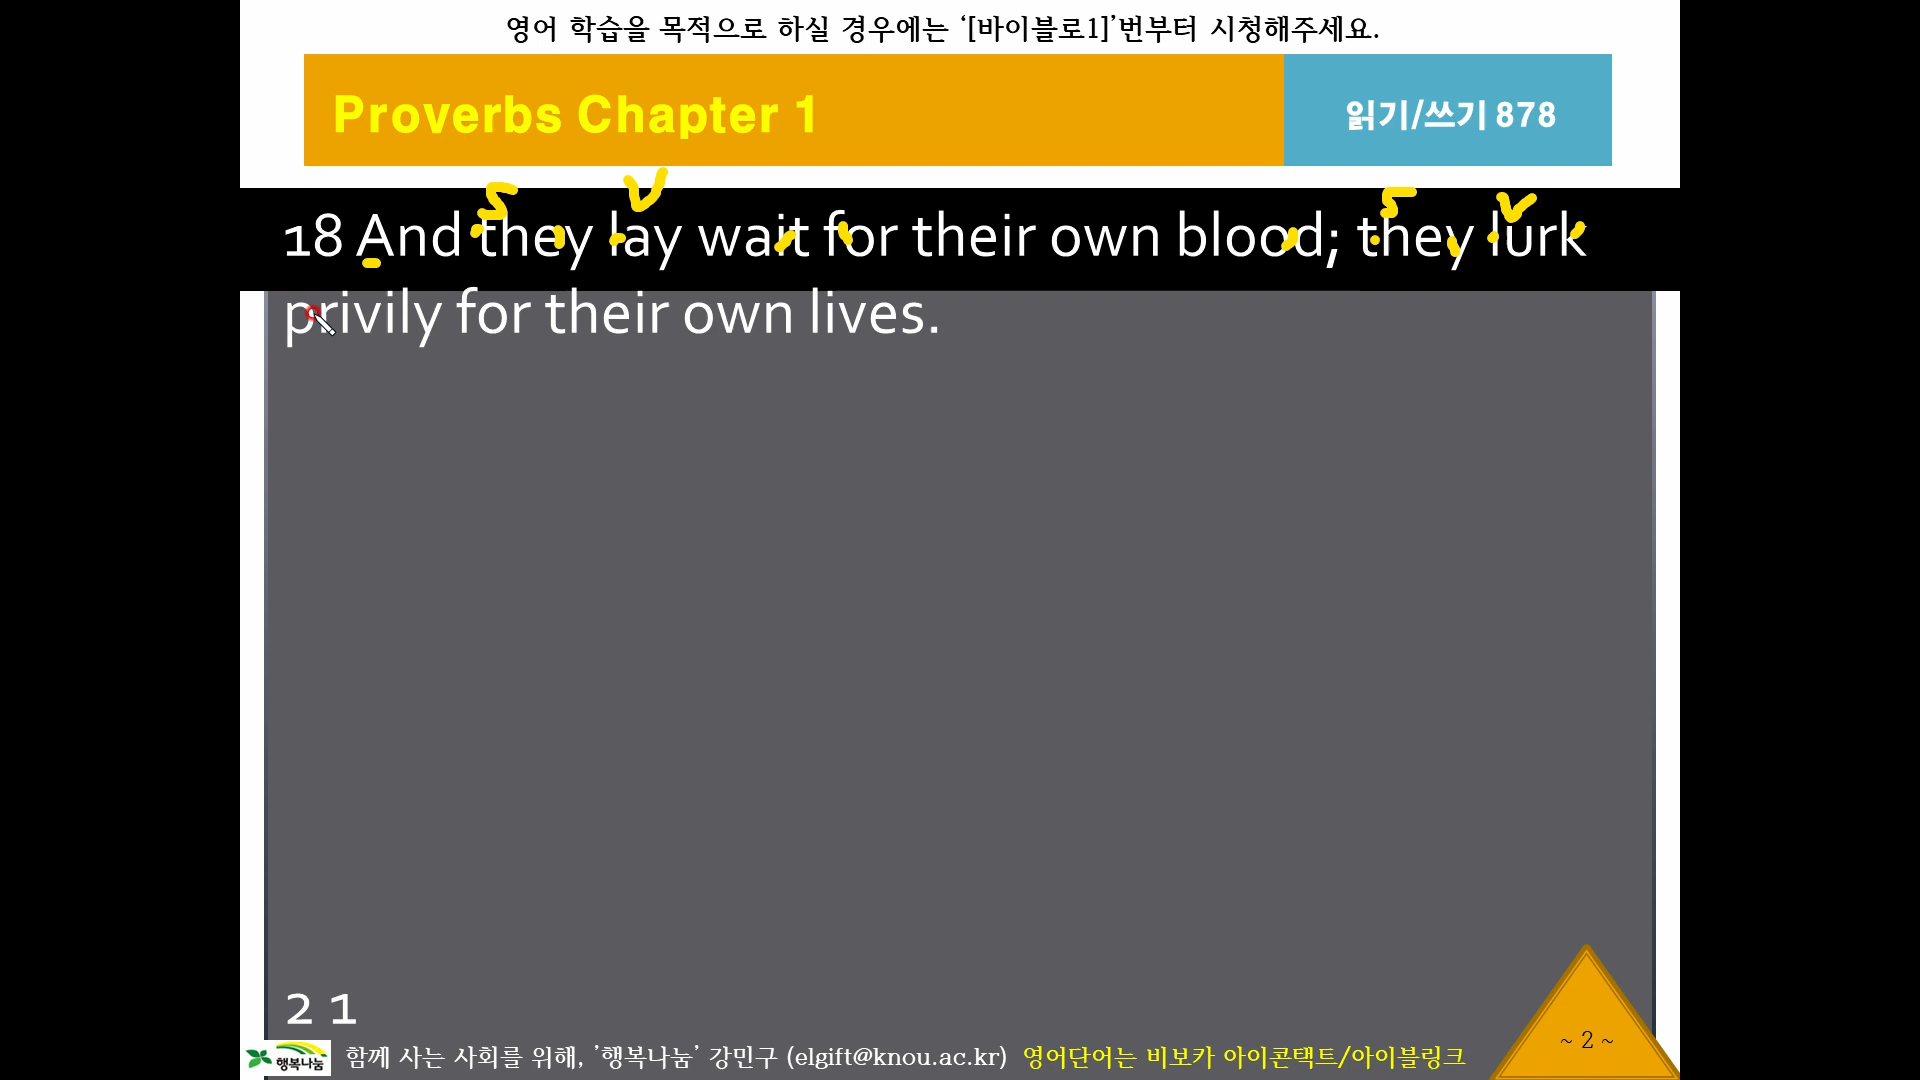 영어 학습을 목적으로 하실 경우에는 ‘[바이블로1]’번부터 시청해주세요.
Proverbs Chapter 1
읽기/쓰기 878
S V S V
18 And they lay wait for their own blood; they lurk
privily for their own lives.
2 1
~ 2 ~
행복나눔 함께 사는 사회를 위해, ’행복나눔’ 강민구 (elgift@knou.ac.kr) 영어단어는 비보카 아이콘택트/아이블링크